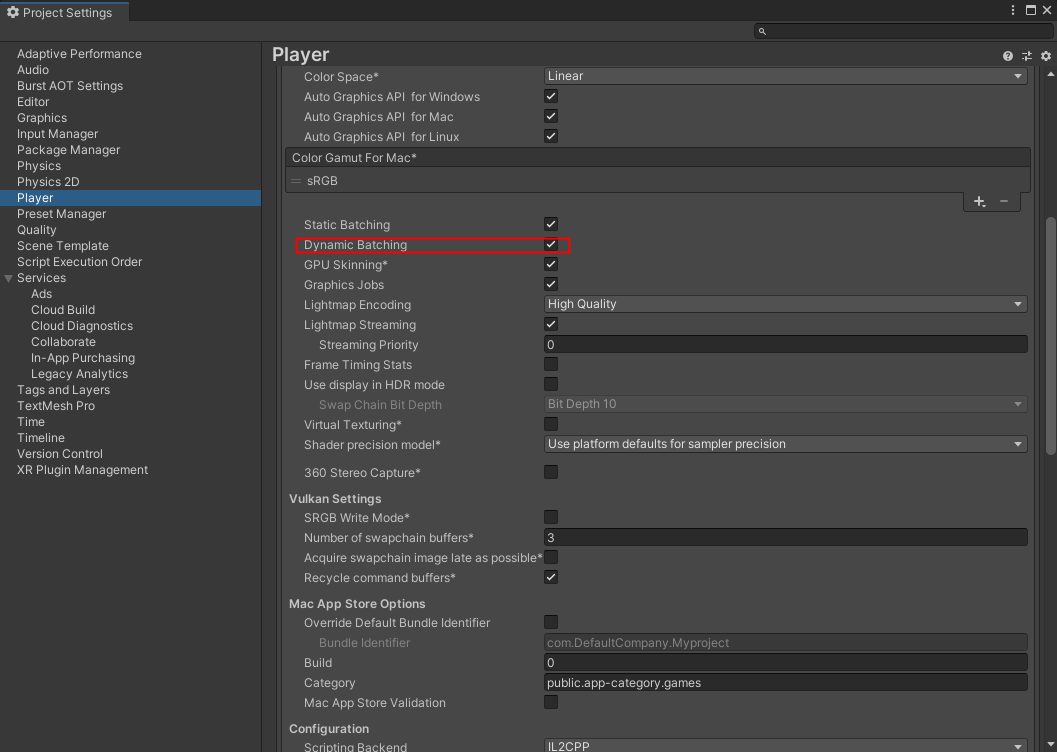 Project Settings
Adaptive Performance
Audio
Burst AOT Settings
Editor
Graphics
Input Manager
Package Manager
Physics
Physics 2D
Player
Preset Manager
Quality
Scene Template
Script Execution Order
Services
Ads
Cloud Build
Cloud Diagnostics
Collaborate
In-App Purchasing
Legacy Analytics
Tags and Layers
TextMesh Pro
Time
Timeline
Version Control
XR Plugin Management
Player
Color Space* Linear
Auto Graphics API for Windows
Auto Graphics API for Mac
Auto Graphics API for Linux
Color Gamut For Mac*
sRGB
Static Batching
Dynamic Batching
GPU Skinning*
Graphics Jobs
Lightmap Encoding High Quality
Lightmap Streaming
Streaming Priority 0
Frame Timing Stats
Use display in HDR mode
Swap Chain Bit Depth Bit Depth 10
Virtual Texturing*
Shader precision model* Use platform defaults for sampler precision
360 Stereo Capture*
Vulkan Settings
SRGB Write Mode*
Number of swapchain buffers* 3
Acquire swapchain image late as possible*
Recycle command buffers*
Mac App Store Options
Override Default Bundle Identifier
Bundle Identifier com.DefaultCompany.Myproject
Build 0
Category public.app-category.games
Mac App Store Validation
Configuration
Scripting Backend IL2CPP